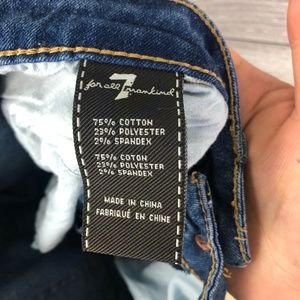 7
for all mankind
75% COTTON
23% POLYESTER
2% SPANDEX
75% COTON
23% POLYESTER
2% SPANDEX
MADE IN CHINA
FABRIQUÉ EN CHINE